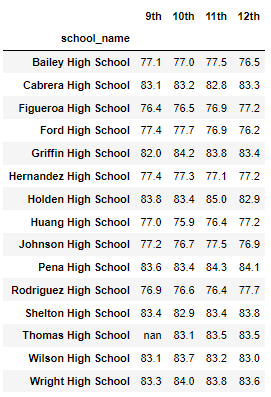 9th 10th 11th 12th
school_name
Bailey High School 77.1 77.0 77.5 76.5
Cabrera High School 83.1 83.2 82.8 83.3
Figueroa High School 76.4 76.5 76.9 77.2
Ford High School 77.4 77.7 76.9 76.2
Griffin High School 82.0 84.2 83.8 83.4
Hernandez High School 77.4 77.3 77.1 77.2
Holden High School 83.8 83.4 85.0 82.9
Huang High School 77.0 75.9 76.4 77.2
Johnson High School 77.2 76.7 77.5 76.9
Pena High School 83.6 83.4 84.3 84.1
Rodriguez High School 76.9 76.6 76.4 77.7
Shelton High School 83.4 82.9 83.4 83.8
Thomas High School nan 83.1 83.5 83.5
Wilson High School 83.1 83.7 83.2 83.0
Wright High School 83.3 84.0 83.8 83.6